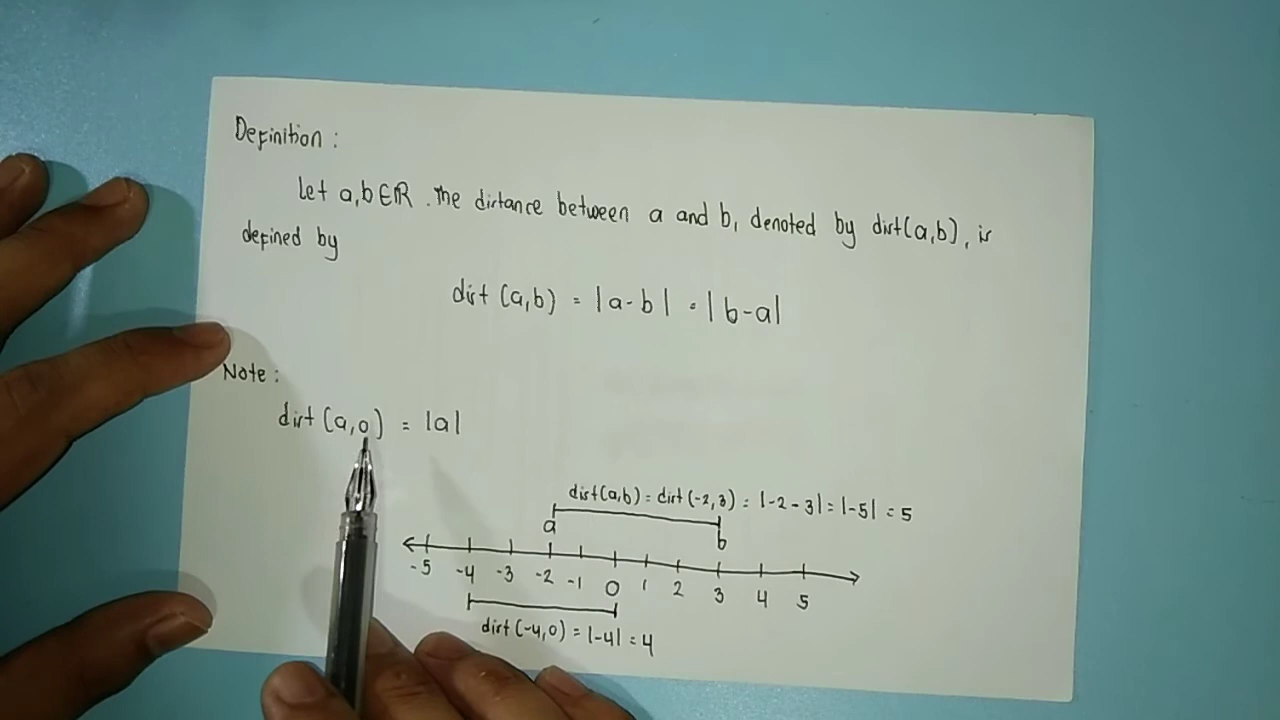 Definition :
Let a,b∈ℝ. The distance between a and b, denoted by dist(a,b), is
defined by
dist (a,b) = |a-b| = |b-a|
Note :
dist (a,0) = |a|
dist(a,b) = dist(-2,3) = |-2-3| = |-5| = 5
a b
-5 -4 -3 -2 -1 0 1 2 3 4 5
dist(-4,0) = |-4| = 4